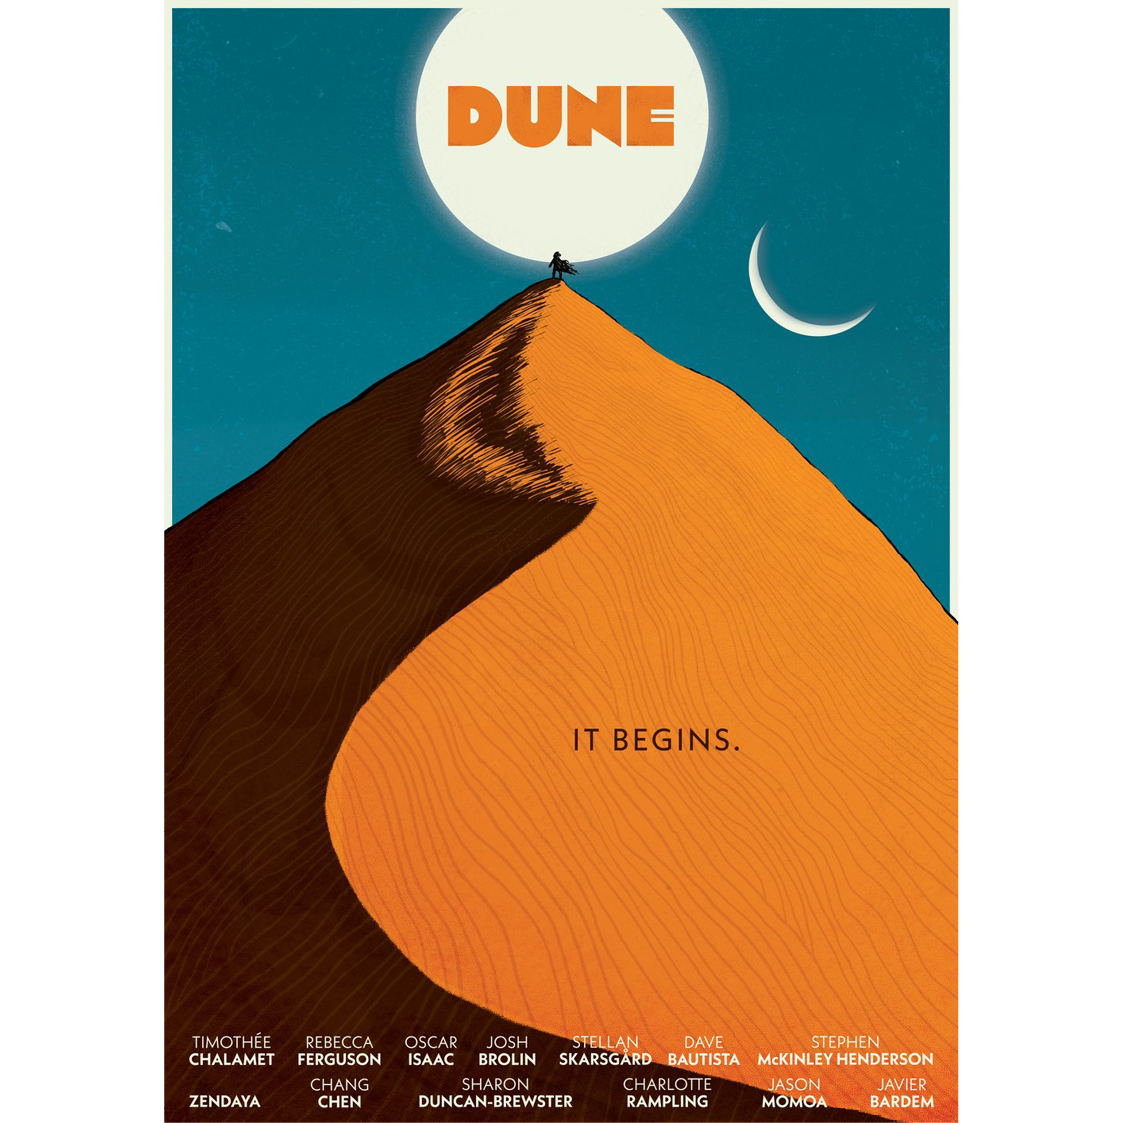 DUNE
IT BEGINS.
TIMOTHÉE CHALAMET
REBECCA FERGUSON
OSCAR ISAAC
JOSH BROLIN
STELLAN SKARSGÅRD
DAVE BAUTISTA
STEPHEN McKINLEY HENDERSON
ZENDAYA
CHANG CHEN
SHARON DUNCAN-BREWSTER
CHARLOTTE RAMPLING
JASON MOMOA
JAVIER BARDEM